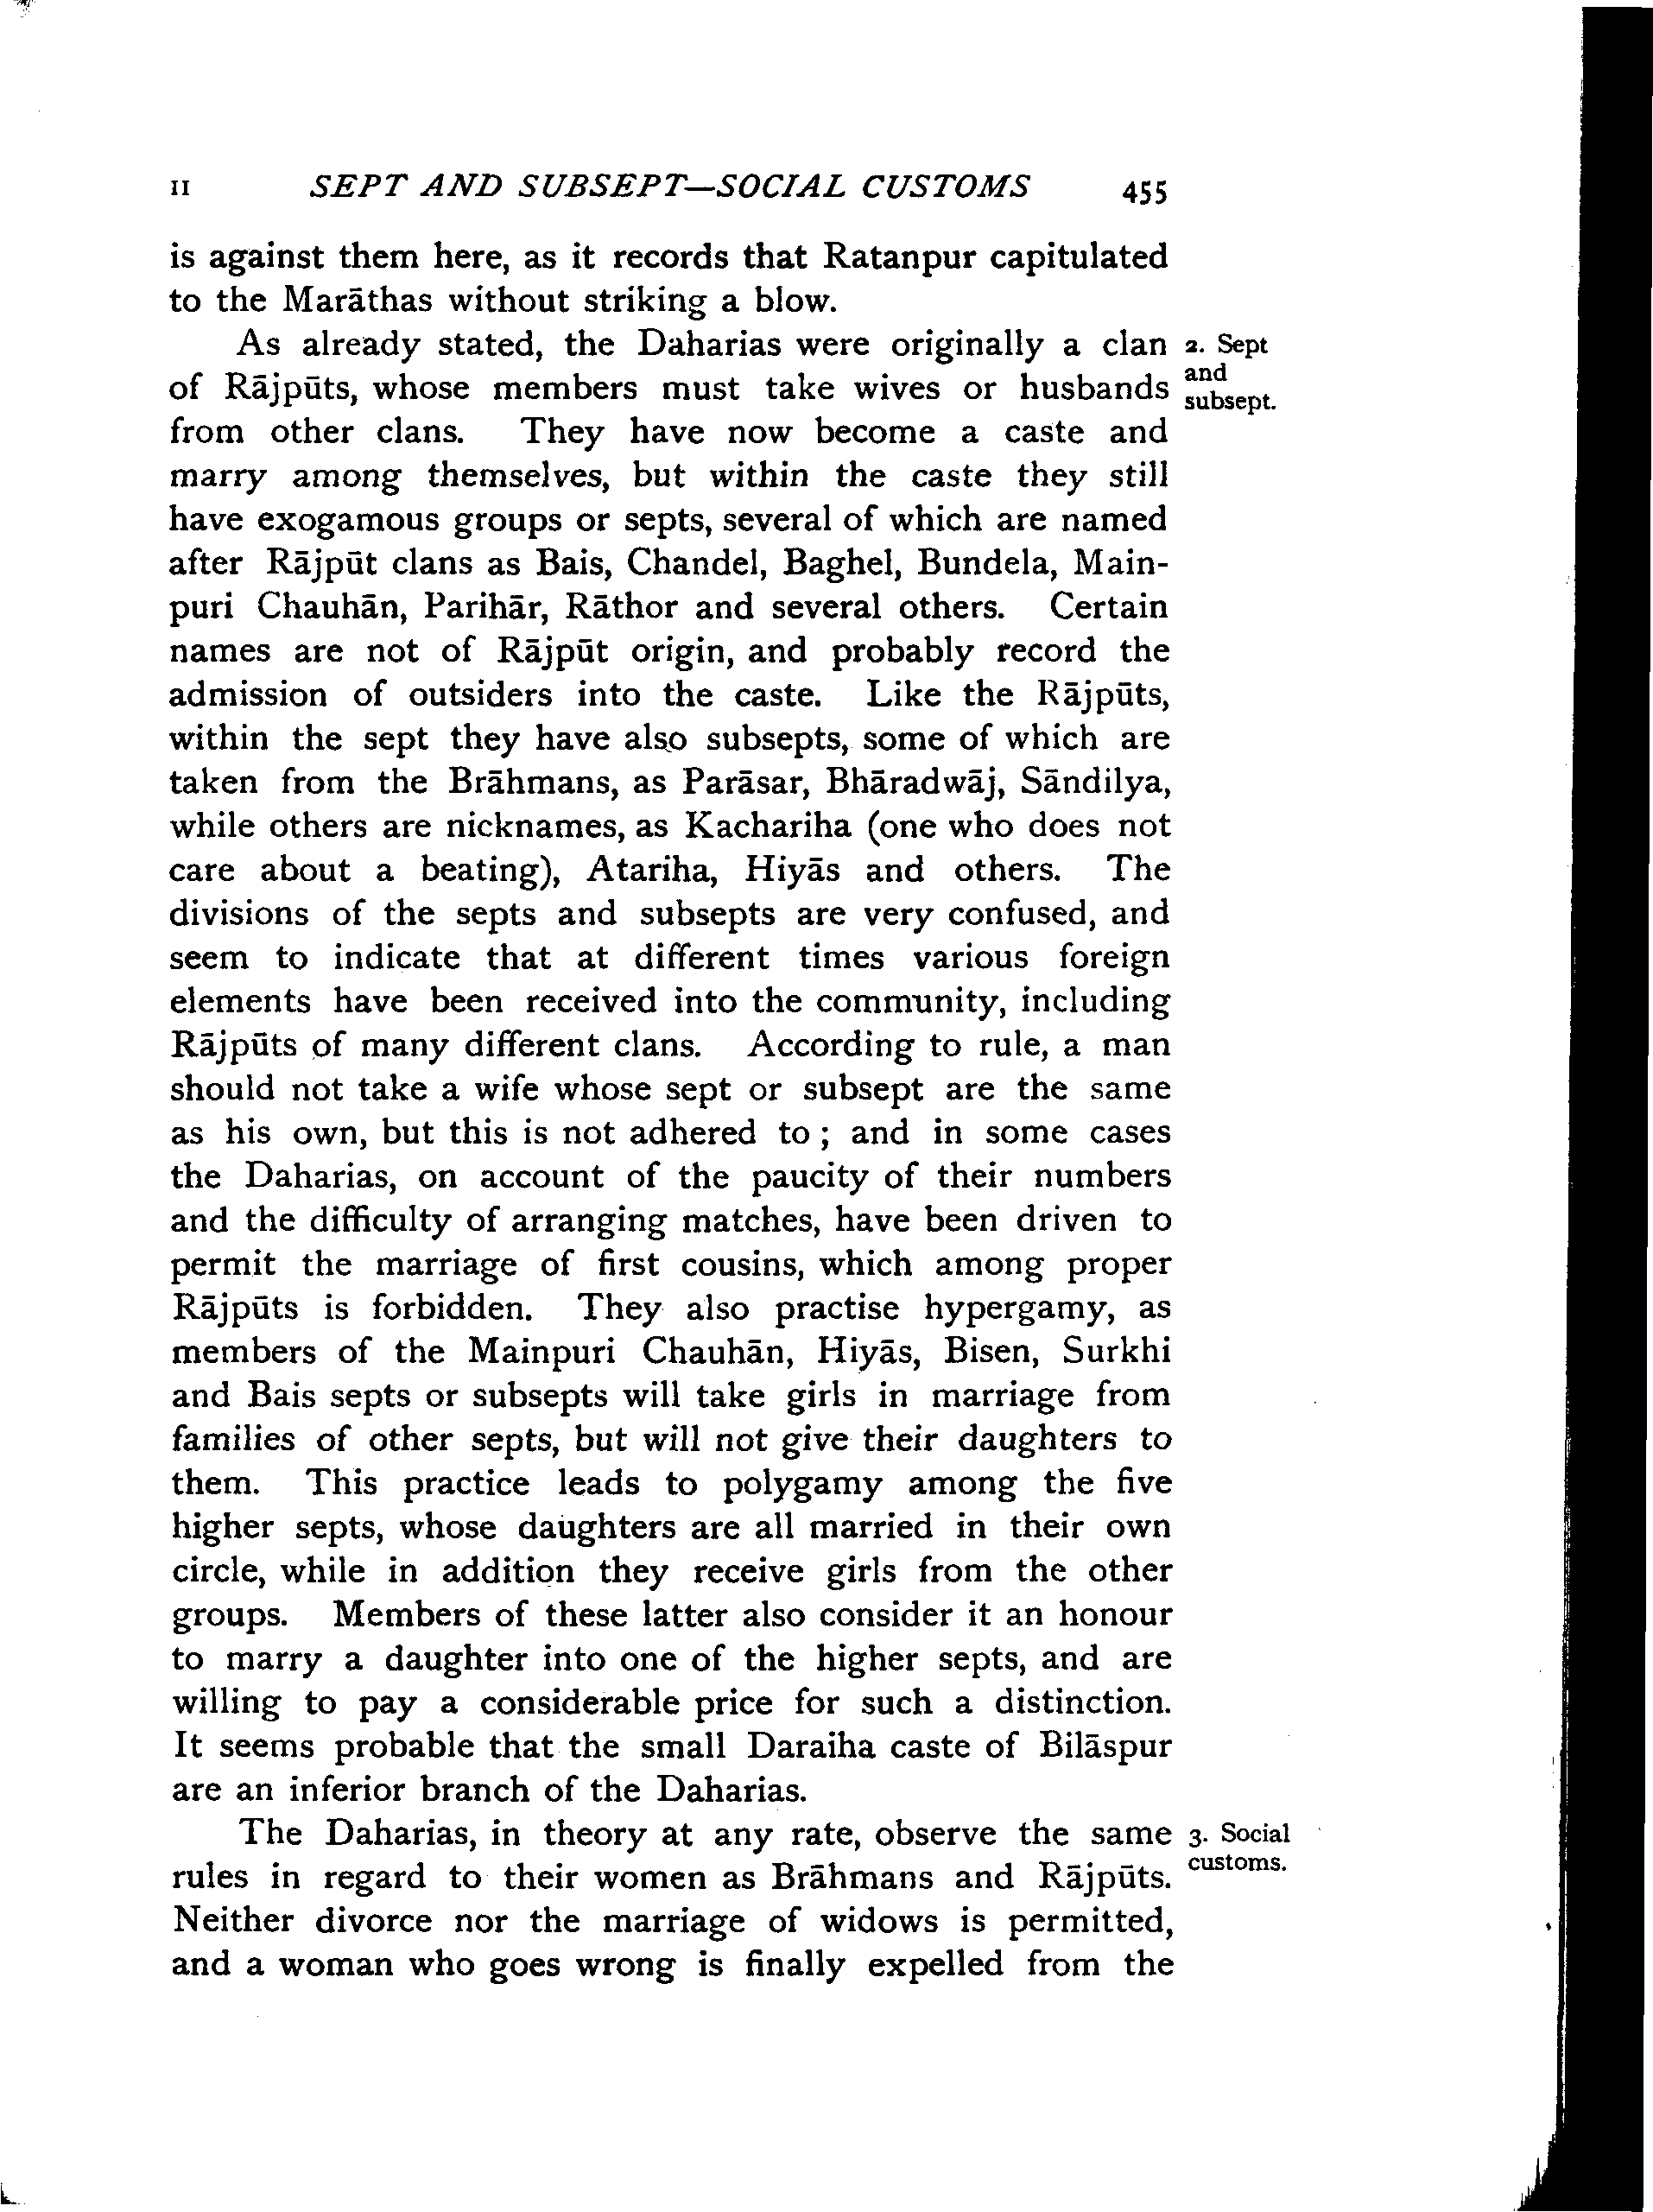 II SEPT AND SUBSEPT—SOCIAL CUSTOMS 455
is against them here, as it records that Ratanpur capitulated
to the Marāthas without striking a blow.
As already stated, the Daharias were originally a clan
2. Sept
and
subsept.
of Rājpūts, whose members must take wives or husbands
from other clans. They have now become a caste and
marry among themselves, but within the caste they still
have exogamous groups or septs, several of which are named
after Rājpūt clans as Bais, Chandel, Baghel, Bundela, Main-
puri Chauhān, Parihār, Rāthor and several others. Certain
names are not of Rājpūt origin, and probably record the
admission of outsiders into the caste. Like the Rājpūts,
within the sept they have also subsepts, some of which are
taken from the Brāhmans, as Parāsar, Bhāradwāj, Sāndilya,
while others are nicknames, as Kachariha (one who does not
care about a beating), Atariha, Hiyās and others. The
divisions of the septs and subsepts are very confused, and
seem to indicate that at different times various foreign
elements have been received into the community, including
Rājpūts of many different clans. According to rule, a man
should not take a wife whose sept or subsept are the same
as his own, but this is not adhered to ; and in some cases
the Daharias, on account of the paucity of their numbers
and the difficulty of arranging matches, have been driven to
permit the marriage of first cousins, which among proper
Rājpūts is forbidden. They also practise hypergamy, as
members of the Mainpuri Chauhān, Hiyās, Bisen, Surkhi
and Bais septs or subsepts will take girls in marriage from
families of other septs, but will not give their daughters to
them. This practice leads to polygamy among the five
higher septs, whose daughters are all married in their own
circle, while in addition they receive girls from the other
groups. Members of these latter also consider it an honour
to marry a daughter into one of the higher septs, and are
willing to pay a considerable price for such a distinction.
It seems probable that the small Daraiha caste of Bilāspur
are an inferior branch of the Daharias.
The Daharias, in theory at any rate, observe the same
3. Social
customs.
rules in regard to their women as Brāhmans and Rājpūts.
Neither divorce nor the marriage of widows is permitted,
and a woman who goes wrong is finally expelled from the